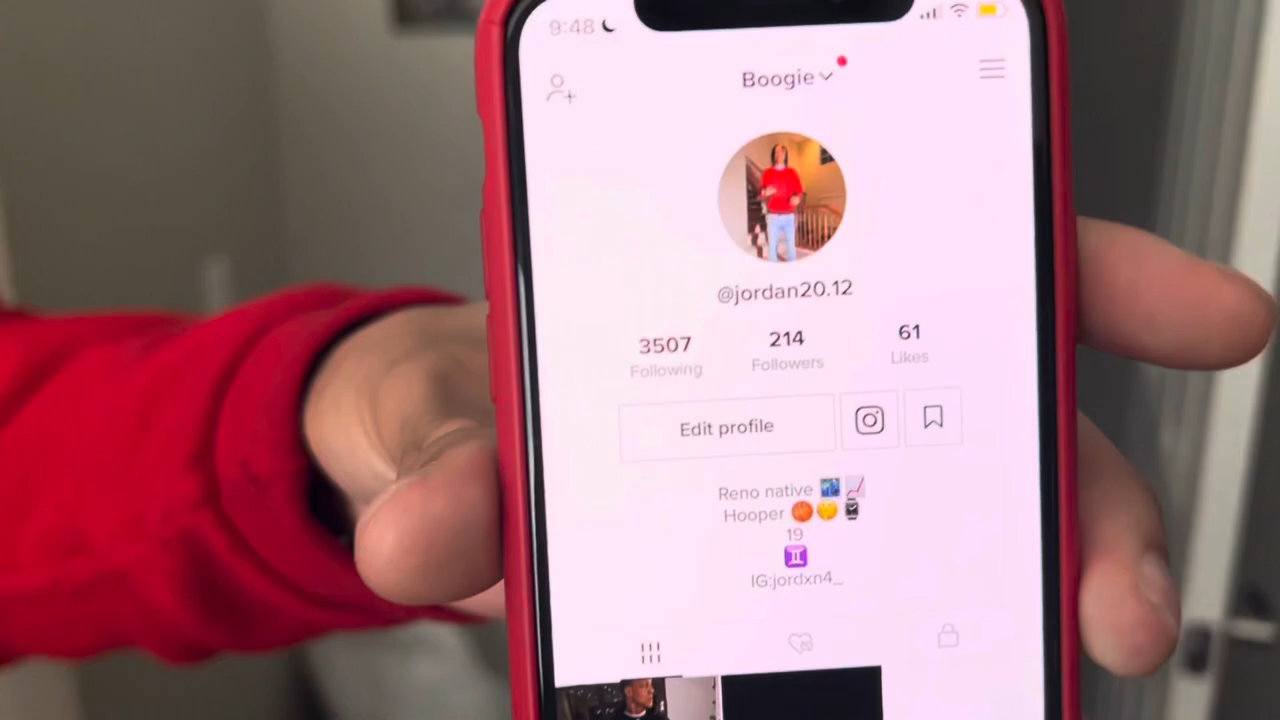 9:48
Boogie
@jordan20.12
3507 214 61
Following Followers Likes
Edit profile
Reno native 🌃 📈
Hooper 🏀 🤫 ⌚
19
♊
IG:jordxn4_